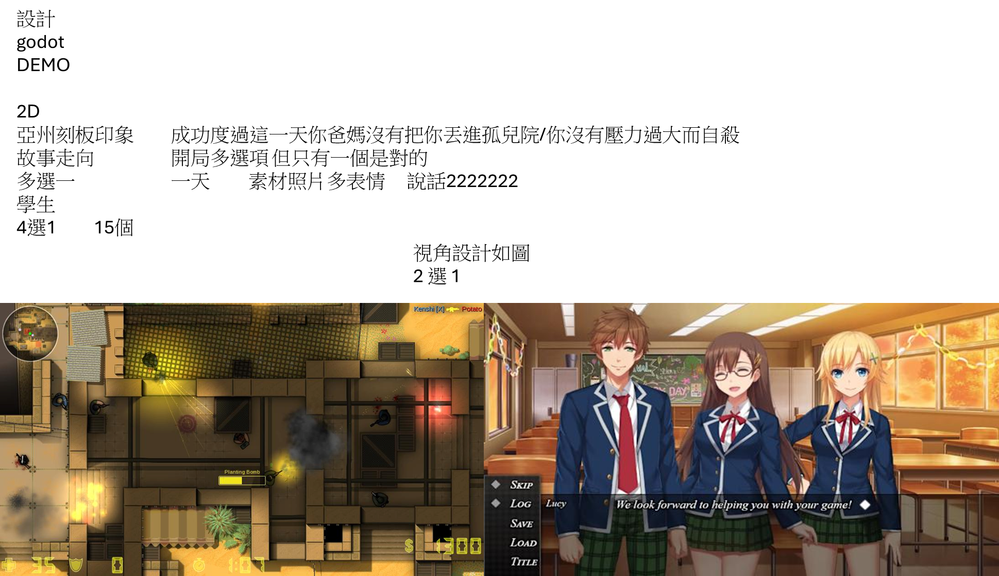 設計
godot
DEMO
2D
亞州刻板印象 成功度過這一天你爸媽沒有把你丟進孤兒院/你沒有壓力過大而自殺
故事走向 開局多選項 但只有一個是對的
多選一 一天 素材照片 多表情 說話2222222
學生
4選1 15個
視角設計如圖
2 選 1
Kenshi [X] Potato
Planting Bomb
$ 1300
35 0 1:07
SKIP
LOG
Lucy We look forward to helping you with your game!
SAVE
LOAD
TITLE